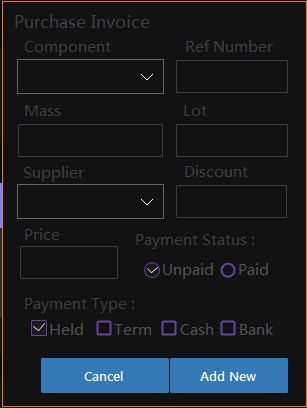 Purchase Invoice
Component Ref Number
Mass Lot
Supplier Discount
Price Payment Status :
Unpaid Paid
Payment Type :
Held Term Cash Bank
Cancel Add New